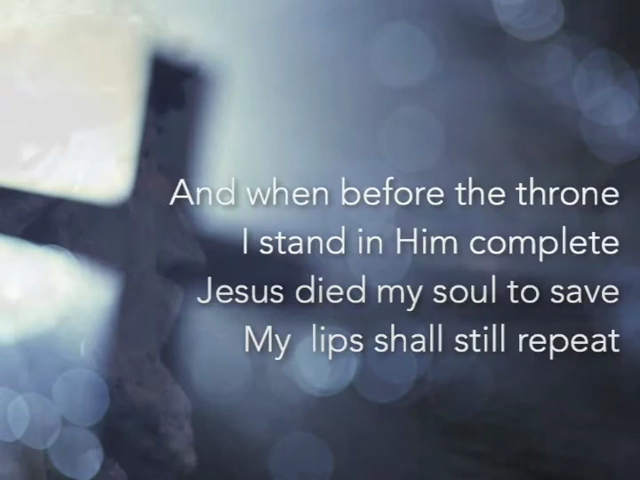 And when before the throne
I stand in Him complete
Jesus died my soul to save
My  lips shall still repeat